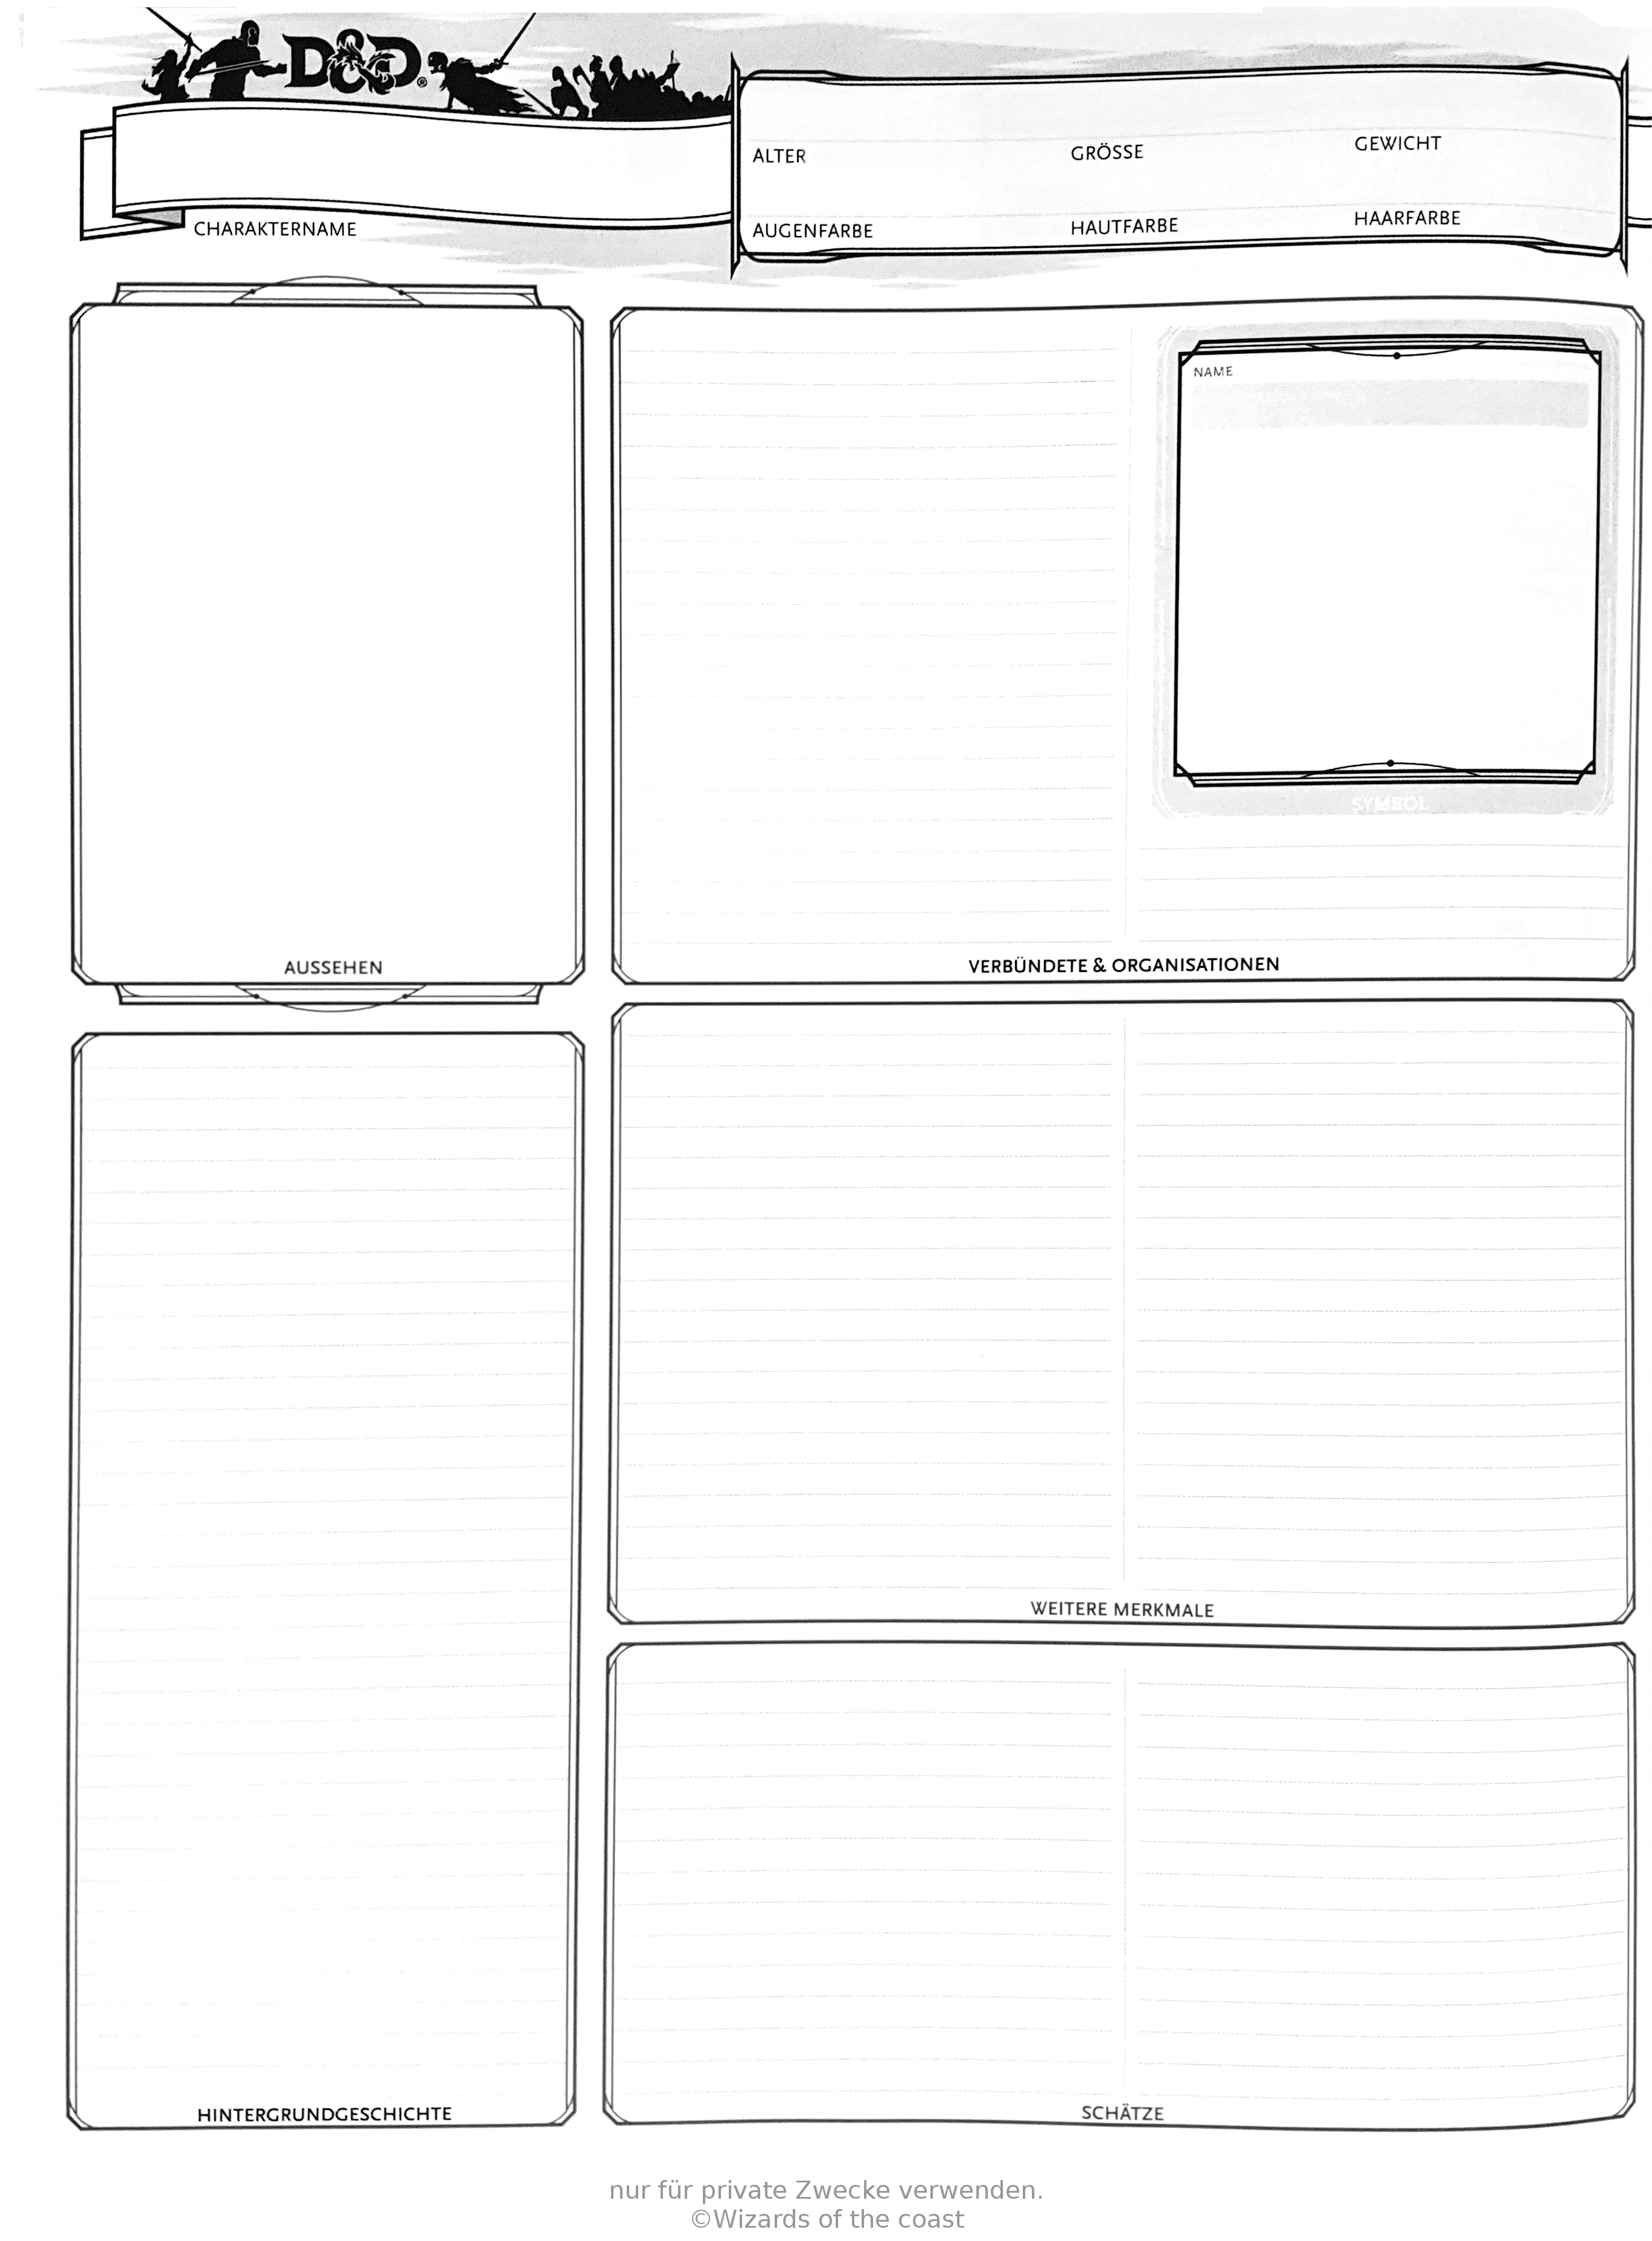 D&D®
CHARAKTERNAME
ALTER
GRÖSSE
GEWICHT
AUGENFARBE
HAUTFARBE
HAARFARBE
NAME
SYMBOL
AUSSEHEN
VERBÜNDETE & ORGANISATIONEN
WEITERE MERKMALE
HINTERGRUNDGESCHICHTE
SCHÄTZE
nur für private Zwecke verwenden.
©Wizards of the coast